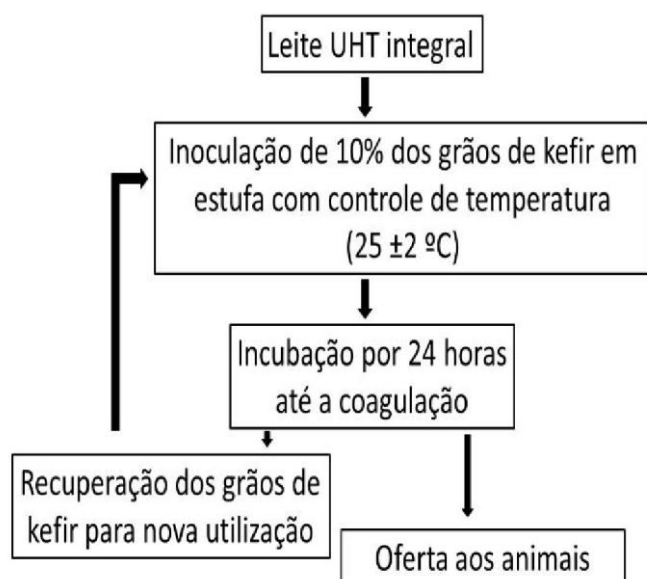 Leite UHT integral
Inoculação de 10% dos grãos de kefir em
estufa com controle de temperatura
(25 ±2 ºC)
Incubação por 24 horas
até a coagulação
Recuperação dos grãos de
kefir para nova utilização
Oferta aos animais